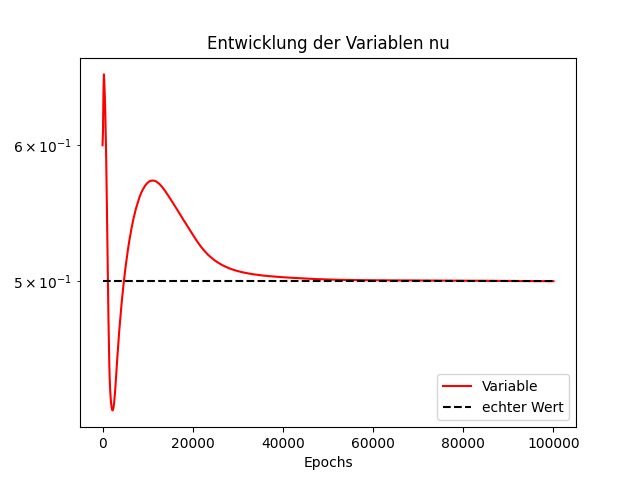 Entwicklung der Variablen nu
6 × 10⁻¹
5 × 10⁻¹
Variable
echter Wert
0 20000 40000 60000 80000 100000
Epochs